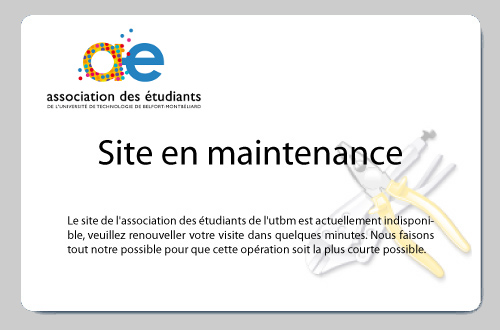 ae
association des étudiants
DE L'UNIVERSITÉ DE TECHNOLOGIE DE BELFORT-MONTBÉLIARD
Site en maintenance
Le site de l'association des étudiants de l'utbm est actuellement indisponi-
ble, veuillez renouveller votre visite dans quelques minutes. Nous faisons
tout notre possible pour que cette opération soit la plus courte possible.